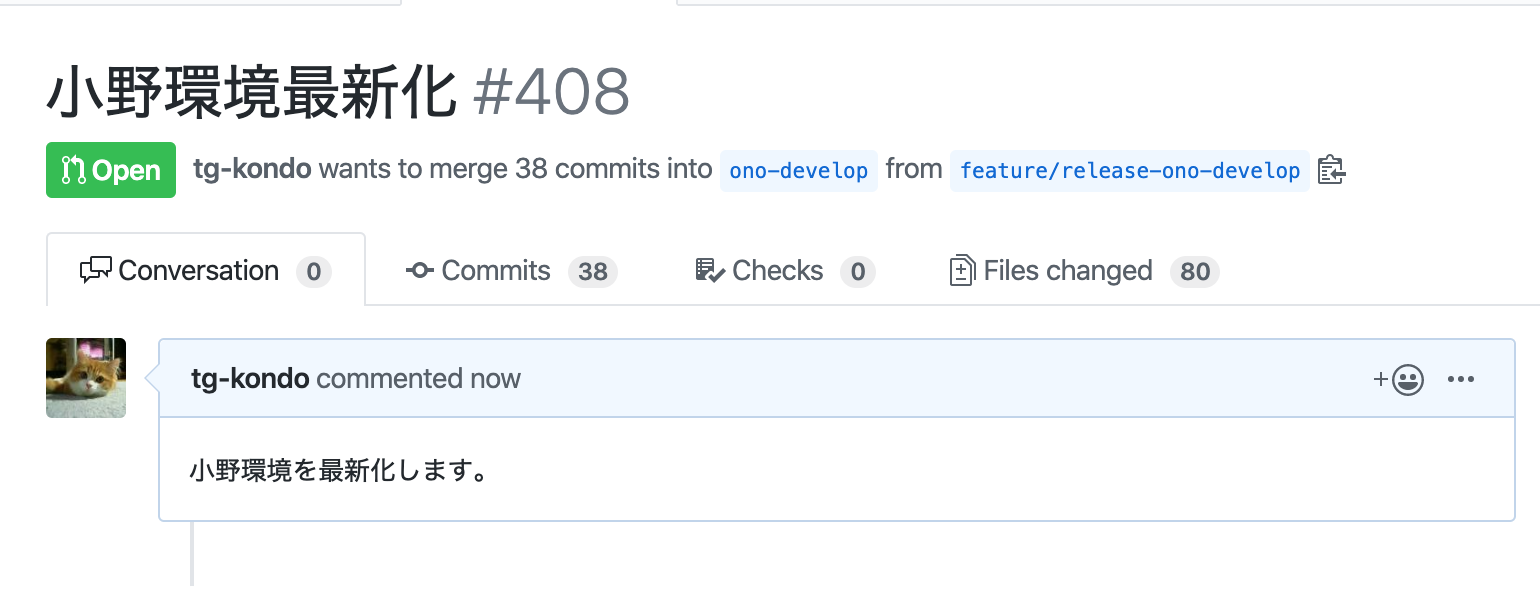 小野環境最新化 #408
Open tg-kondo wants to merge 38 commits into ono-develop from feature/release-ono-develop
Conversation 0 Commits 38 Checks 0 Files changed 80
tg-kondo commented now
小野環境を最新化します。